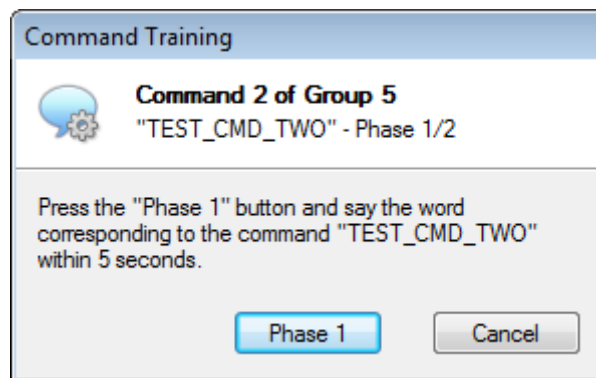 Command Training
Command 2 of Group 5
"TEST_CMD_TWO" - Phase 1/2
Press the "Phase 1" button and say the word
corresponding to the command "TEST_CMD_TWO"
within 5 seconds.
Phase 1
Cancel